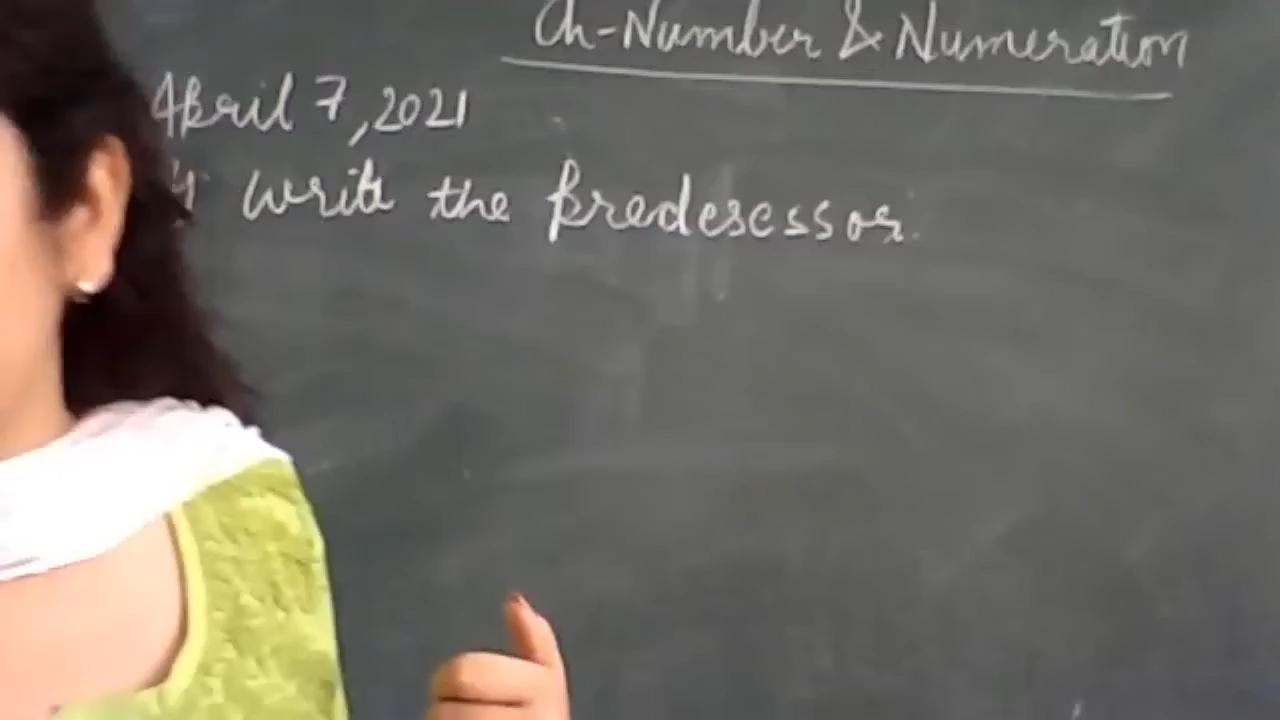 Ch-Number & Numeration
April 7, 2021
write the predesessor.